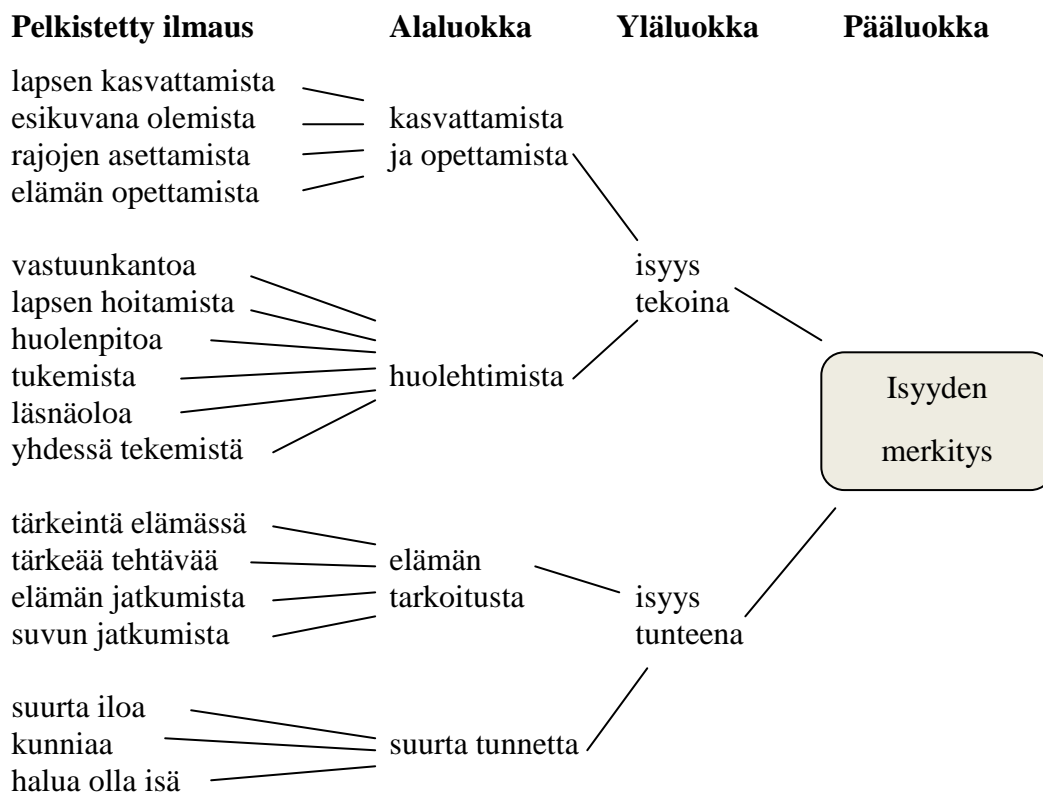 Pelkistetty ilmaus Alaluokka Yläluokka Pääluokka
lapsen kasvattamista
esikuvana olemista kasvattamista
rajojen asettamista ja opettamista
elämän opettamista
vastuunkantoa isyys
lapsen hoitamista tekoina
huolenpitoa
tukemista huolehtimista Isyyden
läsnäoloa
yhdessä tekemistä merkitys
tärkeintä elämässä
tärkeää tehtävää elämän
elämän jatkumista tarkoitusta isyys
suvun jatkumista tunteena
suurta iloa
kunniaa suurta tunnetta
halua olla isä